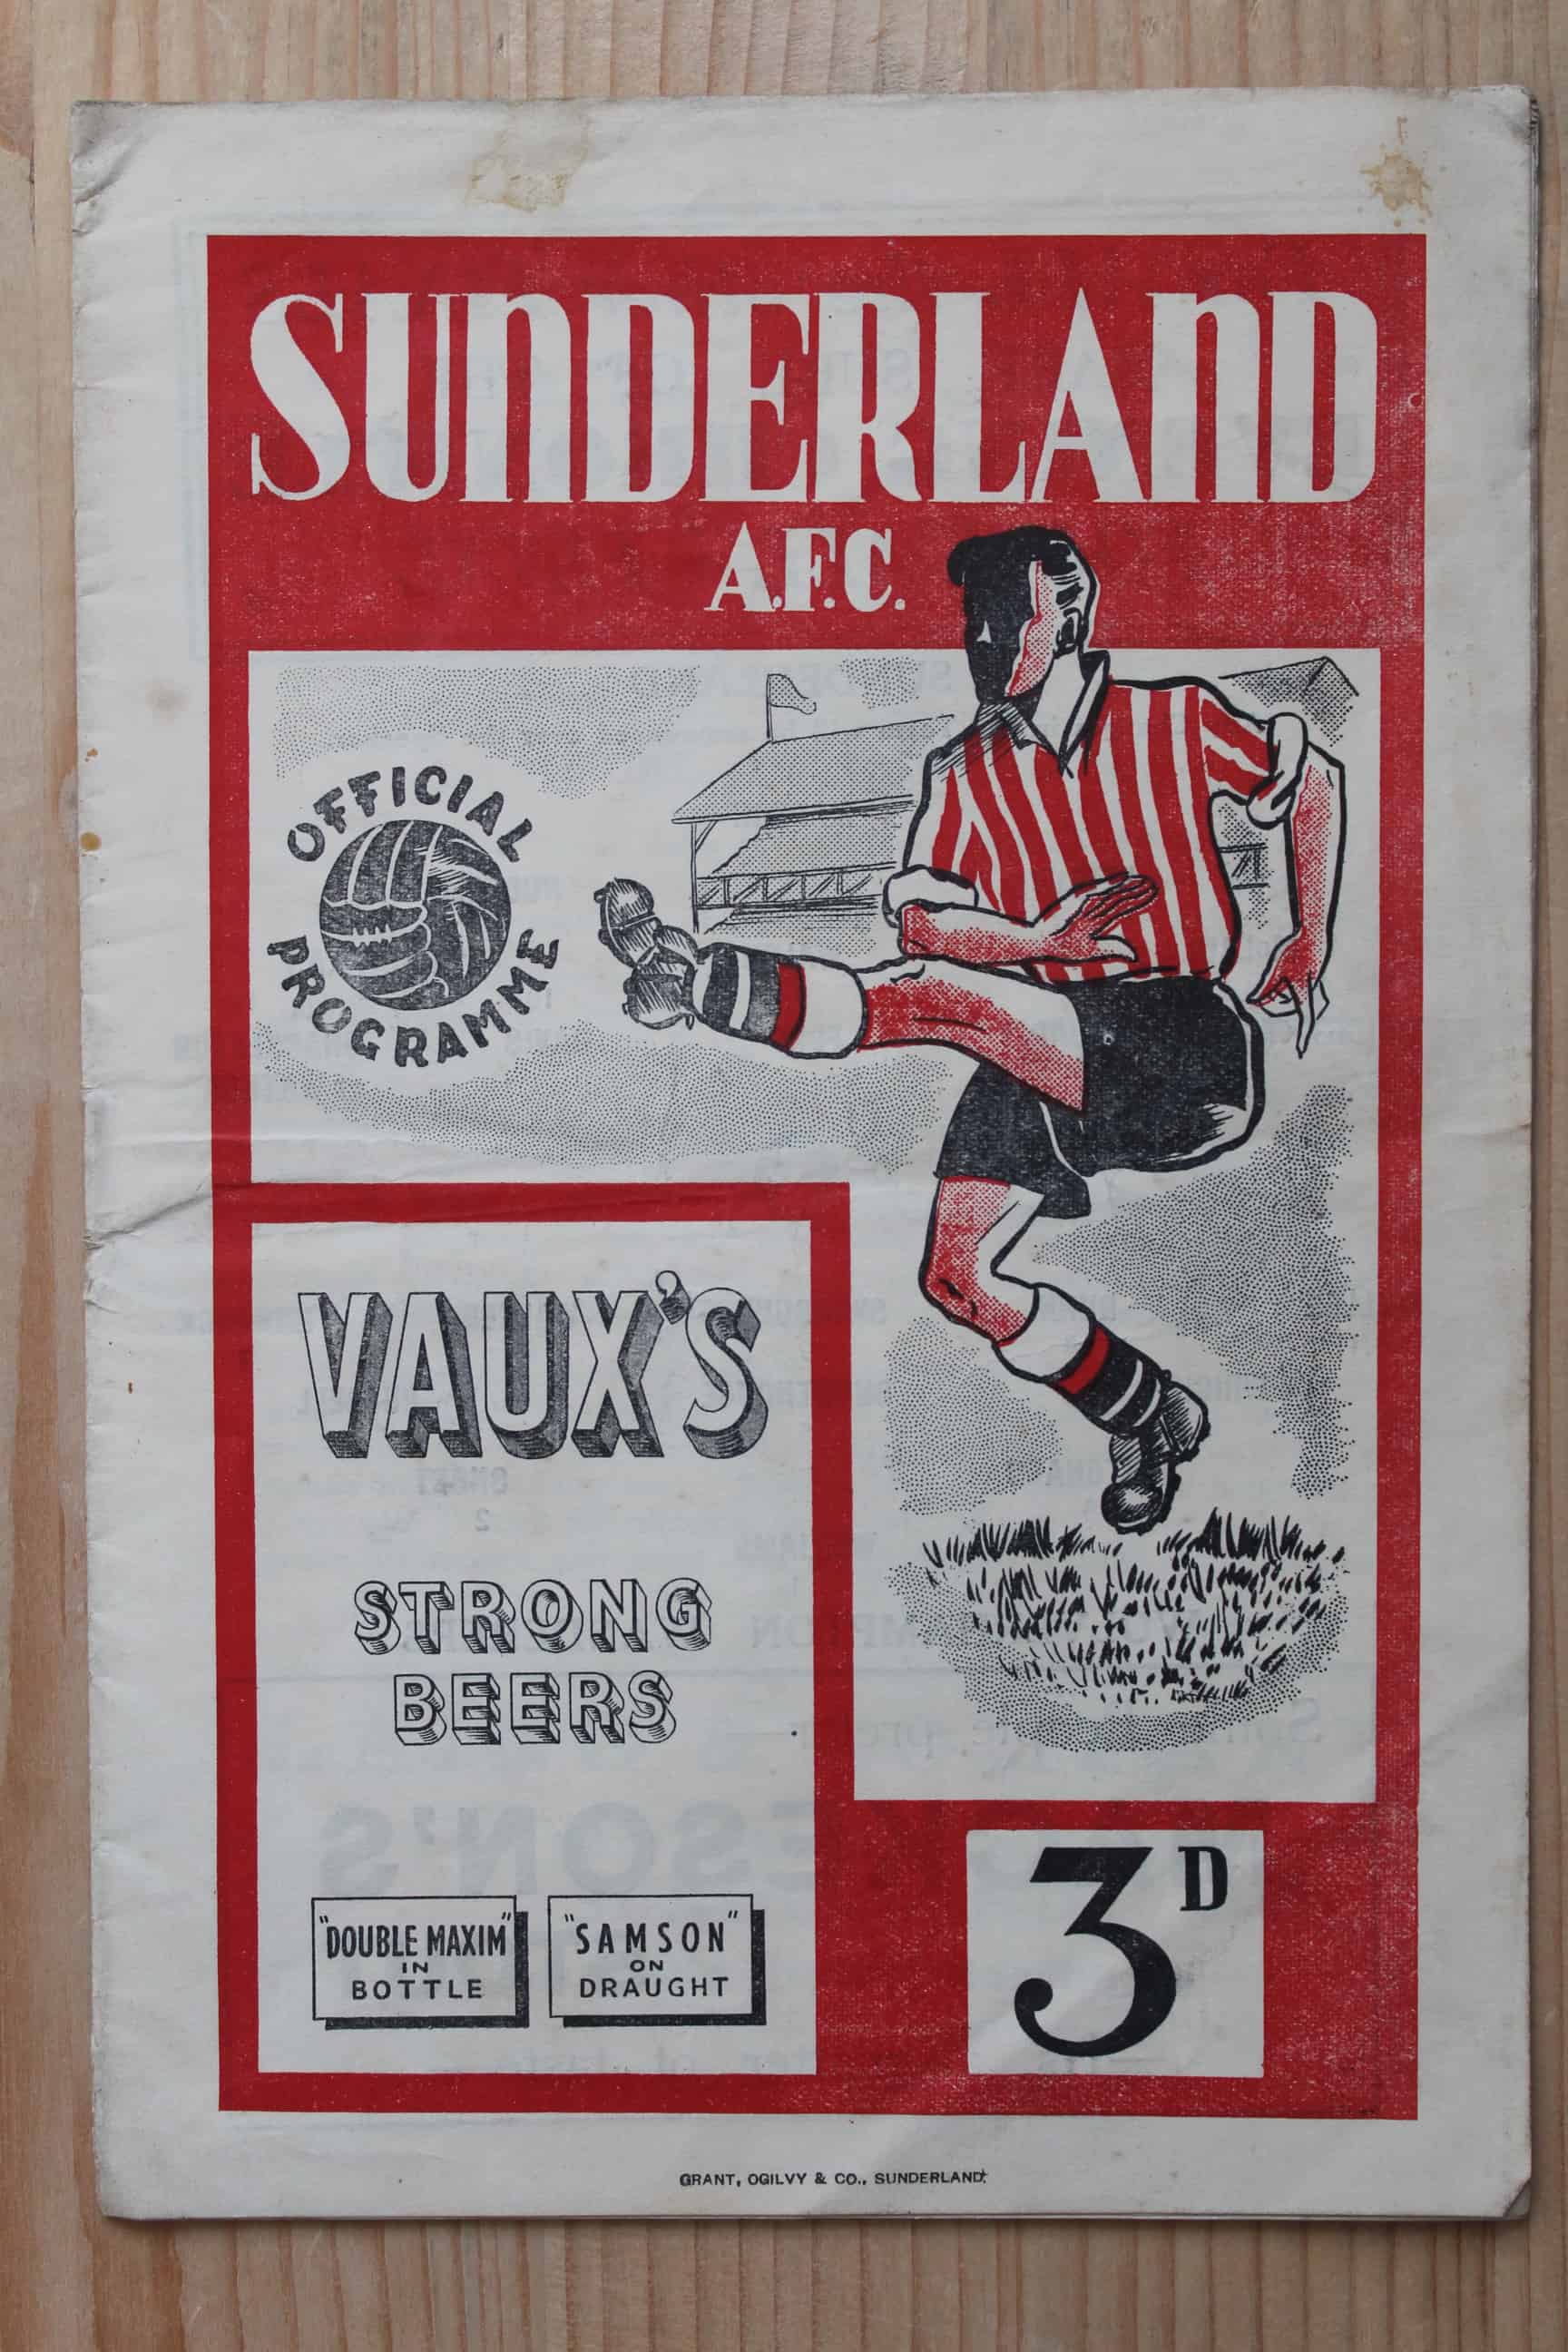 SUNDERLAND
A.F.C.
OFFICIAL
PROGRAMME
VAUX'S
STRONG
BEERS
"DOUBLE MAXIM"
IN
BOTTLE
"SAMSON"
ON
DRAUGHT
3D
GRANT, OGILVY & CO., SUNDERLAND.